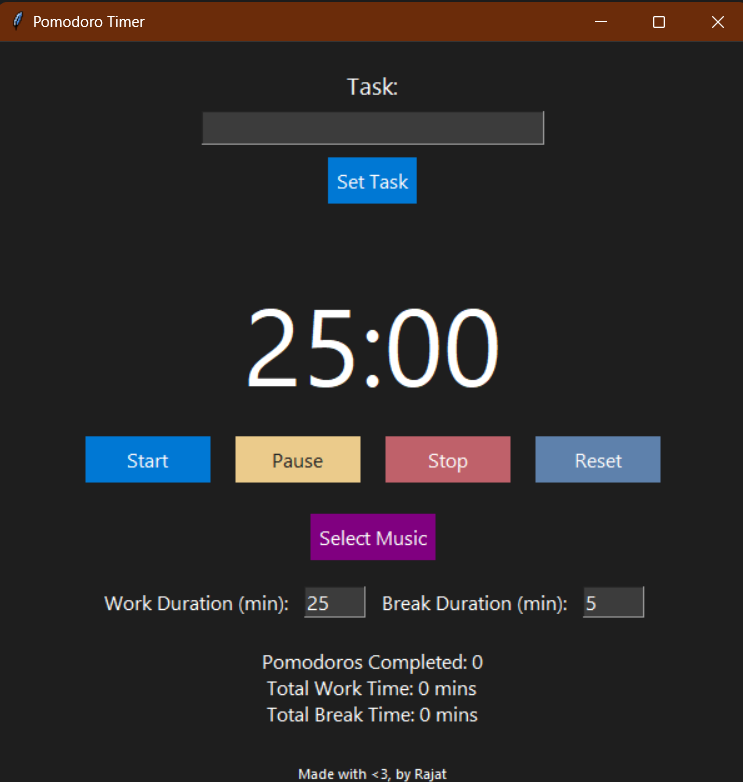 Pomodoro Timer
Task:
Set Task
25:00
Start Pause Stop Reset
Select Music
Work Duration (min): 25 Break Duration (min): 5
Pomodoros Completed: 0
Total Work Time: 0 mins
Total Break Time: 0 mins
Made with <3, by Rajat